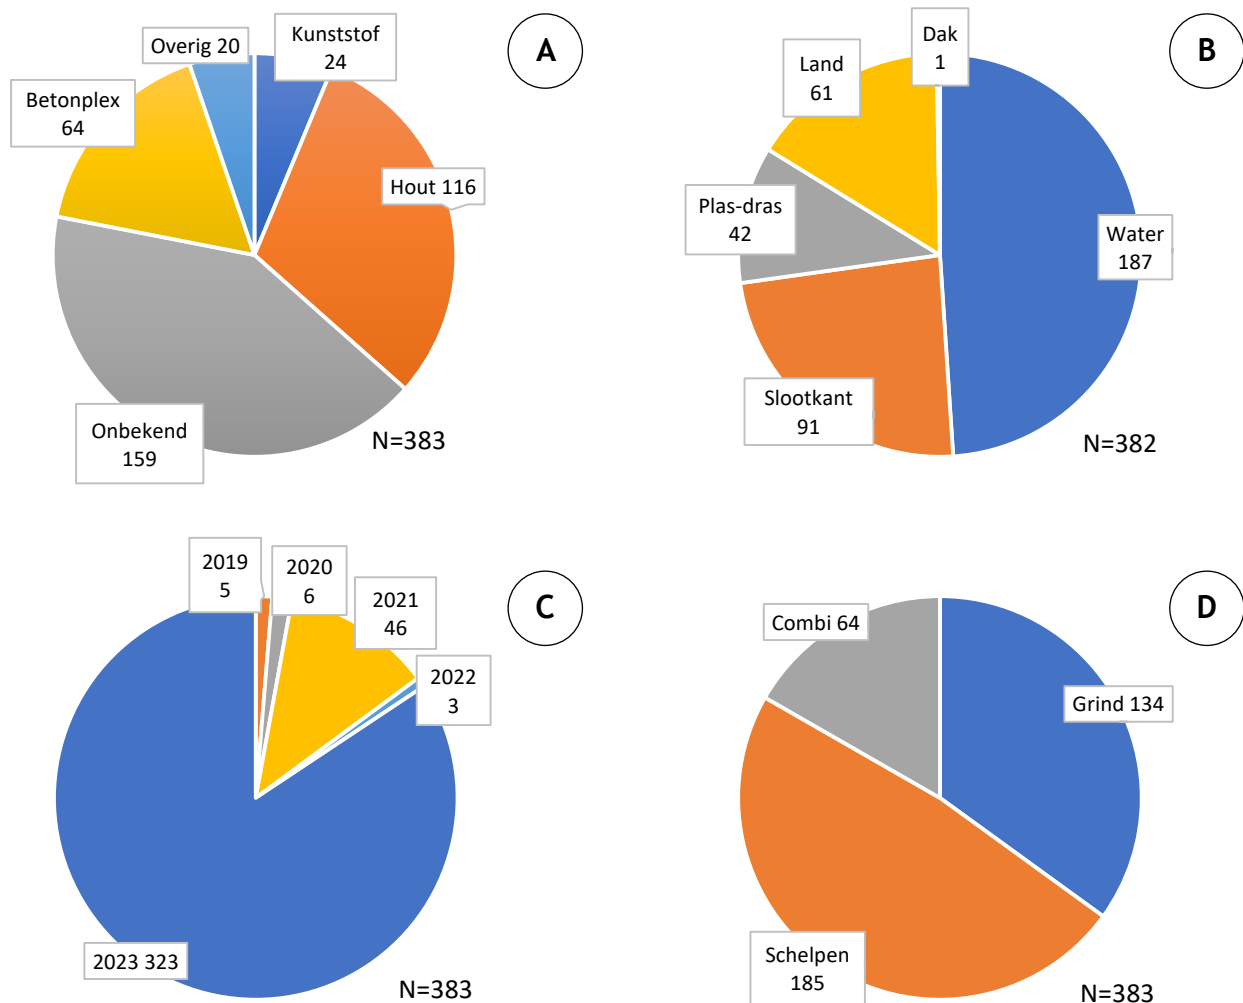 Overig 20
Kunststof
24
A
Betonplex
64
Hout 116
Onbekend
159
N=383
Dak
1
B
Land
61
Plas-dras
42
Water
187
Slootkant
91
N=382
2019
5
2020
6
2021
46
2022
3
C
2023 323
N=383
Combi 64
D
Grind 134
Schelpen
185
N=383